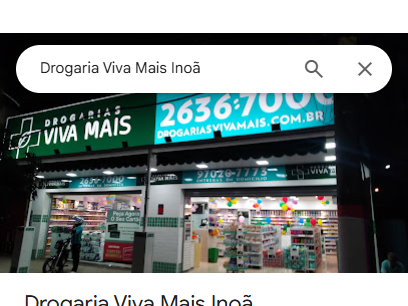 Drogaria Viva Mais Inoã
DROGARIAS
VIVA MAIS
2636-7000
DROGARIASVIVAMAIS.COM.BR
2636-7000
97026-7773
VIVA
Peça Agora
O Seu Cartão
Drogaria Viva Mais Inoã